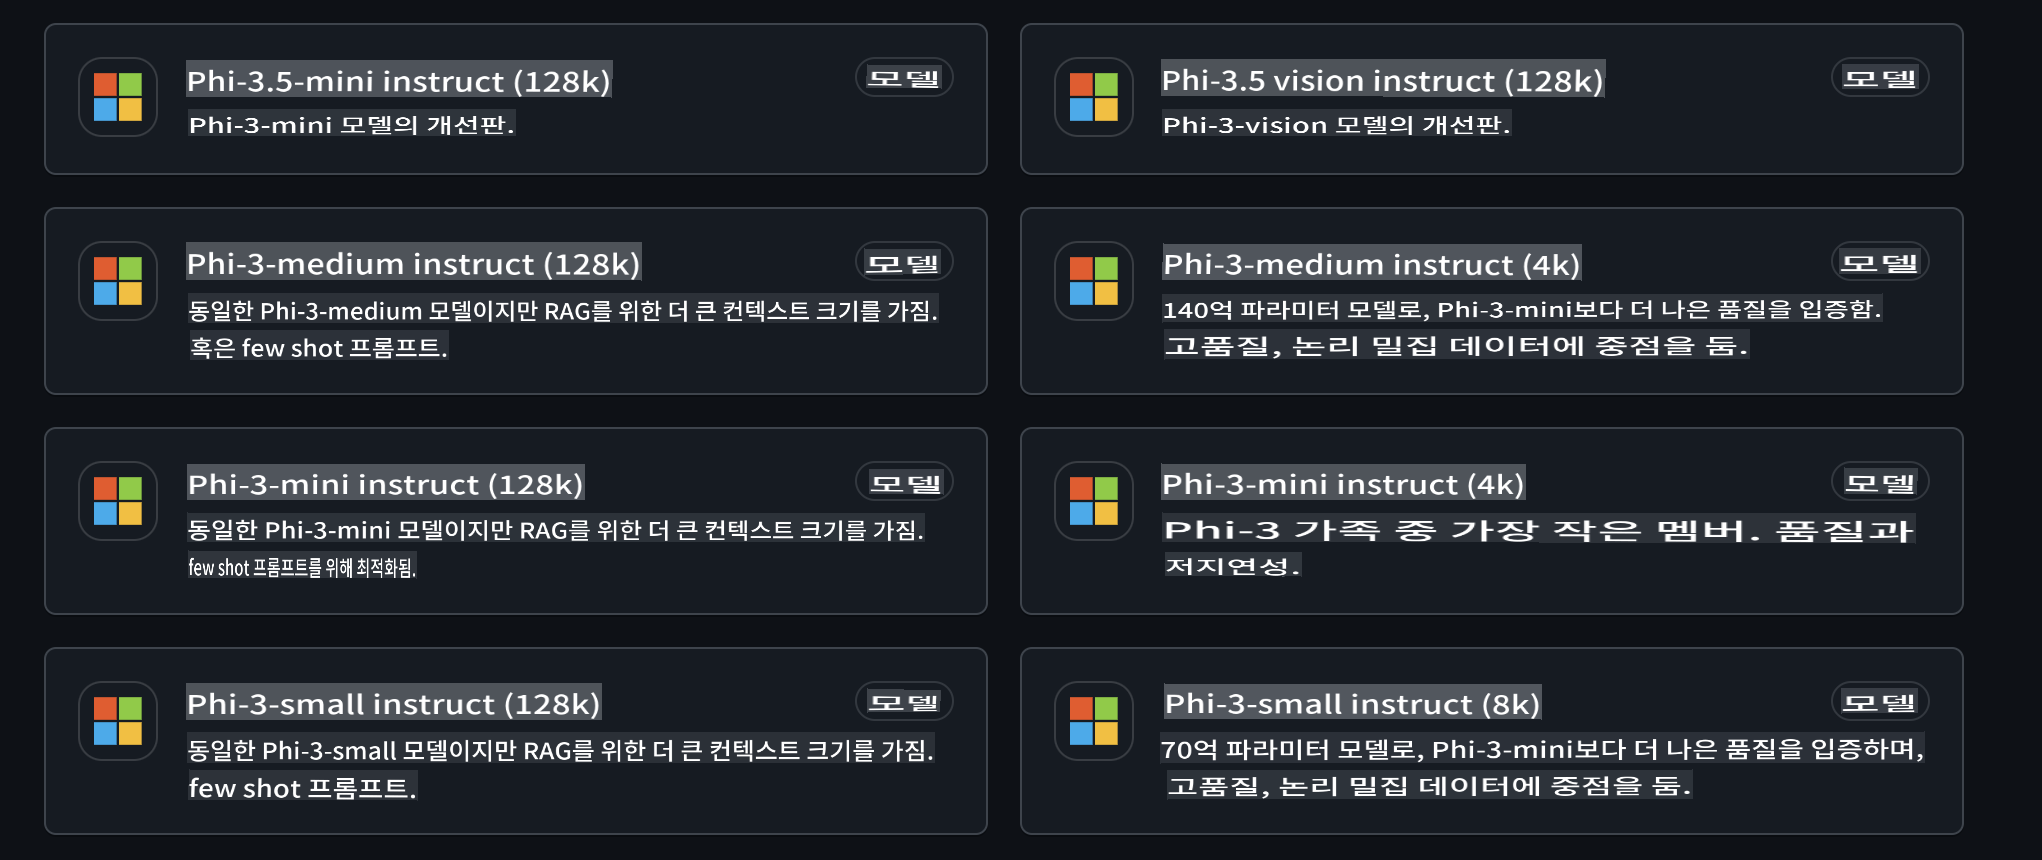 Phi-3.5-mini instruct (128k)
모델
Phi-3-mini 모델의 개선판.
Phi-3.5 vision instruct (128k)
모델
Phi-3-vision 모델의 개선판.
Phi-3-medium instruct (128k)
모델
동일한 Phi-3-medium 모델이지만 RAG를 위한 더 큰 컨텍스트 크기를 가짐.
혹은 few shot 프롬프트.
Phi-3-medium instruct (4k)
모델
140억 파라미터 모델로, Phi-3-mini보다 더 나은 품질을 입증함.
고품질, 논리 밀집 데이터에 중점을 둠.
Phi-3-mini instruct (128k)
모델
동일한 Phi-3-mini 모델이지만 RAG를 위한 더 큰 컨텍스트 크기를 가짐.
few shot 프롬프트를 위해 최적화됨.
Phi-3-mini instruct (4k)
모델
Phi-3 가족 중 가장 작은 멤버. 품질과
저지연성.
Phi-3-small instruct (128k)
모델
동일한 Phi-3-small 모델이지만 RAG를 위한 더 큰 컨텍스트 크기를 가짐.
few shot 프롬프트.
Phi-3-small instruct (8k)
모델
70억 파라미터 모델로, Phi-3-mini보다 더 나은 품질을 입증하며,
고품질, 논리 밀집 데이터에 중점을 둠.